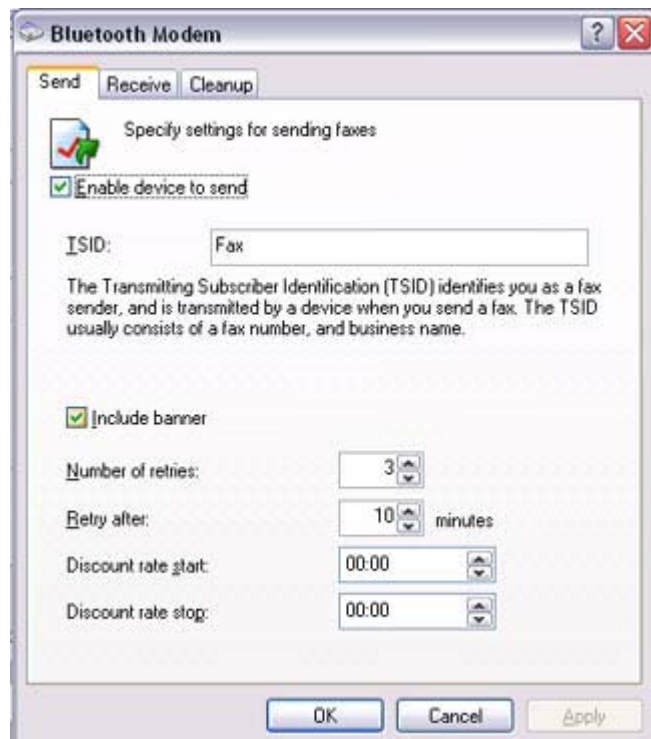 Bluetooth Modem
Send Receive Cleanup
Specify settings for sending faxes
Enable device to send
TSID: Fax
The Transmitting Subscriber Identification (TSID) identifies you as a fax
sender, and is transmitted by a device when you send a fax. The TSID
usually consists of a fax number, and business name.
Include banner
Number of retries: 3
Retry after: 10 minutes
Discount rate start: 00:00
Discount rate stop: 00:00
OK Cancel Apply